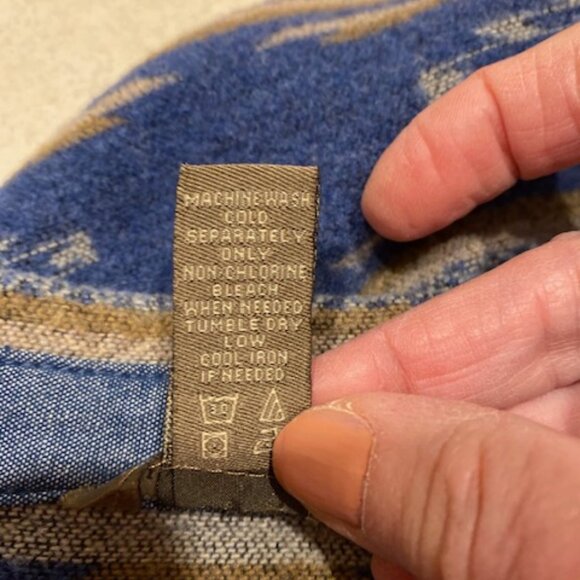 MACHINE WASH
COLD
SEPARATELY
ONLY
NON-CHLORINE
BLEACH
WHEN NEEDED
TUMBLE DRY
LOW
COOL IRON
IF NEEDED
30